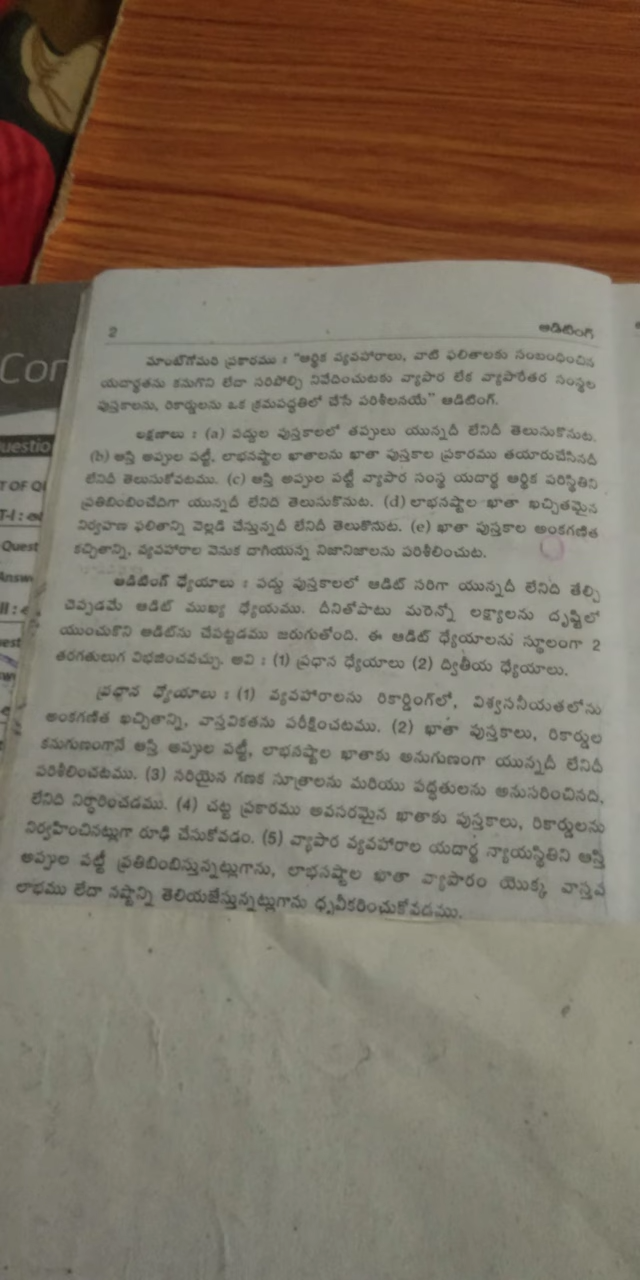 2
ఆడిటింగ్
మాంట్‌గోమరి ప్రకారము : "ఆర్థిక వ్యవహారాలు, వాటి ఫలితాలకు సంబంధించిన
యదార్థతను కనుగొని లేదా సరిపోల్చి నివేదించుటకు వ్యాపార లేక వ్యాపారేతర సంస్థల
పుస్తకాలను, రికార్డులను ఒక క్రమపద్ధతిలో చేసే పరిశీలనయే" ఆడిటింగ్.
లక్షణాలు : (a) పద్దుల పుస్తకాలలో తప్పులు యున్నదీ లేనిదీ తెలుసుకొనుట.
(b) ఆస్తి అప్పుల పట్టీ, లాభనష్టాల ఖాతాలను ఖాతా పుస్తకాల ప్రకారము తయారుచేసినదీ
లేనిదీ తెలుసుకోవటము. (c) ఆస్తి అప్పుల పట్టీ వ్యాపార సంస్థ యదార్థ ఆర్థిక పరిస్థితిని
ప్రతిబింబించేదిగా యున్నదీ లేనిది తెలుసుకొనుట. (d) లాభనష్టాల ఖాతా ఖచ్చితమైన
నిర్వహణ ఫలితాన్ని వెల్లడి చేస్తున్నదీ లేనిదీ తెలుకొనుట. (e) ఖాతా పుస్తకాల అంకగణిత
కచ్చితాన్ని, వ్యవహారాల వెనుక దాగియున్న నిజానిజాలను పరిశీలించుట.
ఆడిటింగ్ ధ్యేయాలు : పద్దు పుస్తకాలలో ఆడిట్ సరిగా యున్నదీ లేనిది తేల్చి
చెప్పడమే ఆడిట్ ముఖ్య ధ్యేయము. దీనితోపాటు మరెన్నో లక్ష్యాలను దృష్టిలో
యుంచుకొని ఆడిట్‌ను చేపట్టడము జరుగుతోంది. ఈ ఆడిట్ ధ్యేయాలను స్థూలంగా 2
తరగతులుగ విభజించవచ్చు. అవి : (1) ప్రధాన ధ్యేయాలు (2) ద్వితీయ ధ్యేయాలు.
ప్రధాన ధ్యేయాలు : (1) వ్యవహారాలను రికార్డింగ్‌లో, విశ్వసనీయతలోను
అంకగణిత ఖచ్చితాన్ని, వాస్తవికతను పరీక్షించటము. (2) ఖాతా పుస్తకాలు, రికార్డుల
కనుగుణంగానే ఆస్తి అప్పుల పట్టీ, లాభనష్టాల ఖాతాకు అనుగుణంగా యున్నదీ లేనిదీ
పరిశీలించటము. (3) సరియైన గణక సూత్రాలను మరియు పద్ధతులను అనుసరించినది,
లేనిది నిర్ధారించడము. (4) చట్ట ప్రకారము అవసరమైన ఖాతాకు పుస్తకాలు, రికార్డులను
నిర్వహించినట్లుగా రూఢి చేసుకోవడం. (5) వ్యాపార వ్యవహారాల యదార్థ న్యాయస్థితిని ఆస్తి
అప్పుల పట్టీ ప్రతిబింబిస్తున్నట్లుగాను, లాభనష్టాల ఖాతా వ్యాపారం యొక్క వాస్తవ
లాభము లేదా నష్టాన్ని తెలియజేస్తున్నట్లుగాను ధృవీకరించుకోవడము.
Con